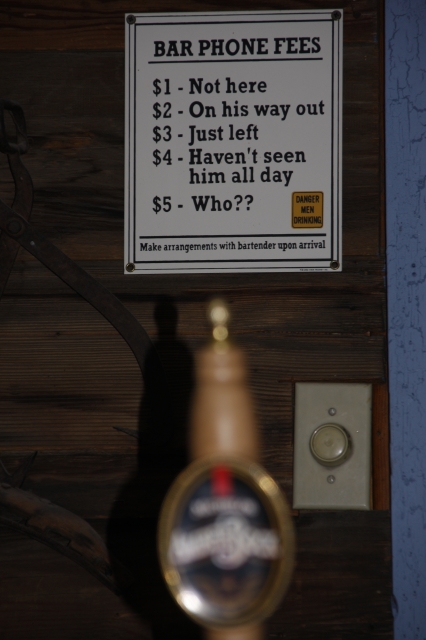 BAR PHONE FEES
$1 - Not here
$2 - On his way out
$3 - Just left
$4 - Haven't seen
him all day
$5 - Who??
DANGER
MEN
DRINKING
Make arrangements with bartender upon arrival